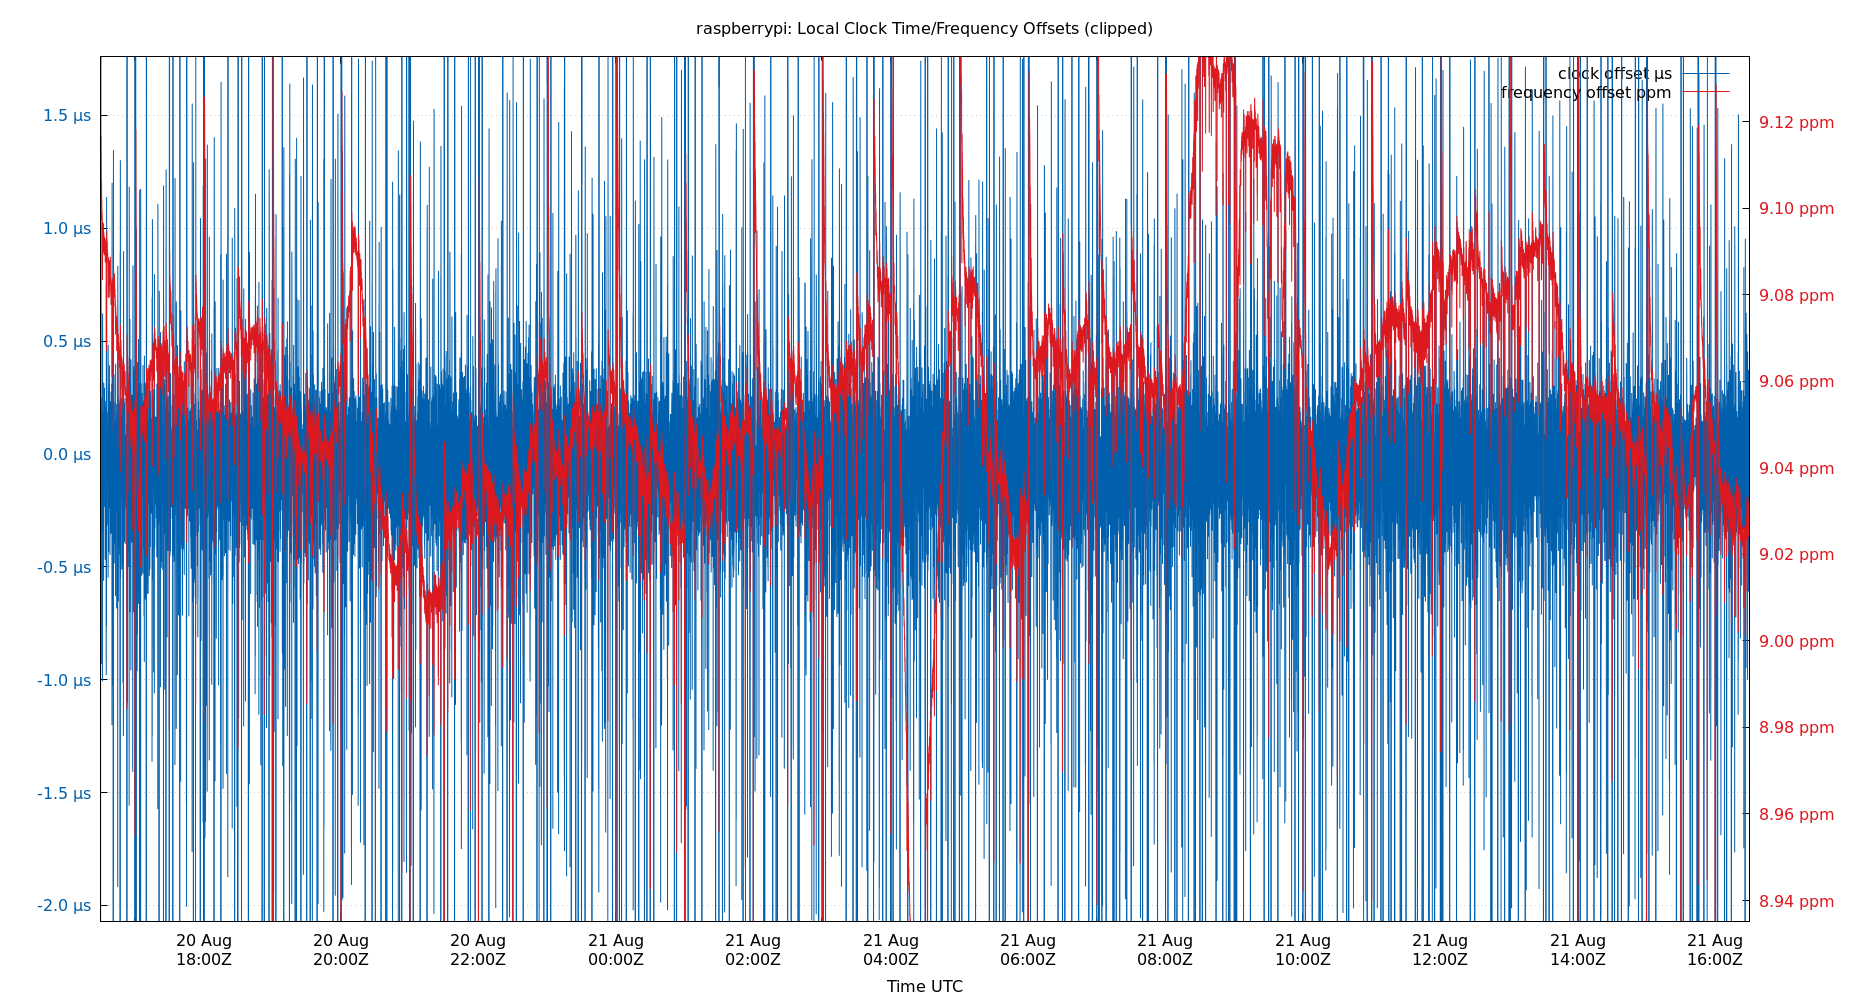 raspberrypi: Local Clock Time/Frequency Offsets (clipped)
clock offset µs
frequency offset ppm
1.5 µs
1.0 µs
0.5 µs
0.0 µs
-0.5 µs
-1.0 µs
-1.5 µs
-2.0 µs
9.12 ppm
9.10 ppm
9.08 ppm
9.06 ppm
9.04 ppm
9.02 ppm
9.00 ppm
8.98 ppm
8.96 ppm
8.94 ppm
20 Aug 20 Aug 20 Aug 21 Aug 21 Aug 21 Aug 21 Aug 21 Aug 21 Aug 21 Aug 21 Aug 21 Aug
18:00Z 20:00Z 22:00Z 00:00Z 02:00Z 04:00Z 06:00Z 08:00Z 10:00Z 12:00Z 14:00Z 16:00Z
Time UTC